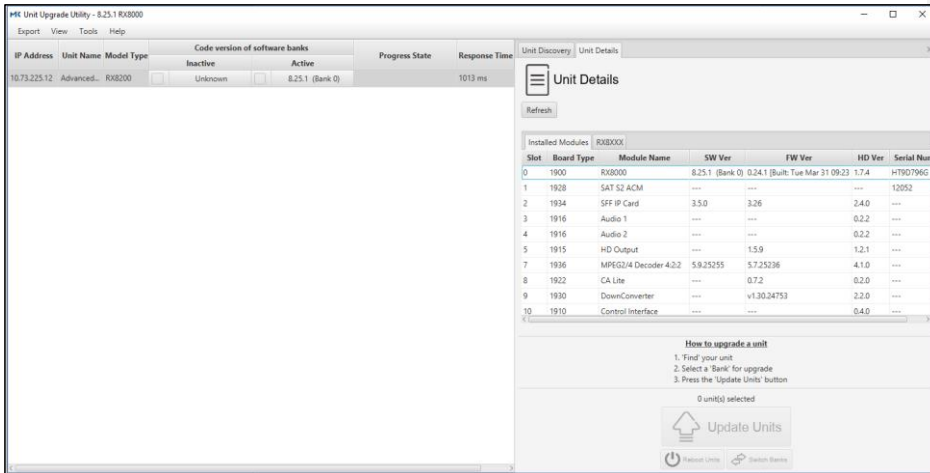 MK Unit Upgrade Utility - 8.25.1 RX8000
Export View Tools Help
IP Address Unit Name Model Type Code version of software banks Progress State Response Time
Inactive Active
10.73.225.12 Advanced... RX8200 Unknown 8.25.1 (Bank 0) 1013 ms
Unit Discovery Unit Details
Unit Details
Refresh
Installed Modules RX8XXX
Slot Board Type Module Name SW Ver FW Ver HD Ver Serial Nu
0 1900 RX8000 8.25.1 (Bank 0) 0.24.1 [Built: Tue Mar 31 09:23 1.7.4 HT9D796G
1 1928 SAT S2 ACM --- --- --- 12052
2 1934 SFF IP Card 3.5.0 3.26 2.4.0 ---
3 1916 Audio 1 --- --- 0.2.2 ---
4 1916 Audio 2 --- --- 0.2.2 ---
5 1915 HD Output --- 1.5.9 1.2.1 ---
7 1936 MPEG2/4 Decoder 4:2:2 5.9.25255 5.7.25236 4.1.0 ---
8 1922 CA Lite --- 0.7.2 0.2.0 ---
9 1930 DownConverter --- v1.30.24753 2.2.0 ---
10 1910 Control Interface --- --- 0.4.0 ---
How to upgrade a unit
1. 'Find' your unit
2. Select a 'Bank' for upgrade
3. Press the 'Update Units' button
0 unit(s) selected
Update Units
Reboot Units Switch Banks